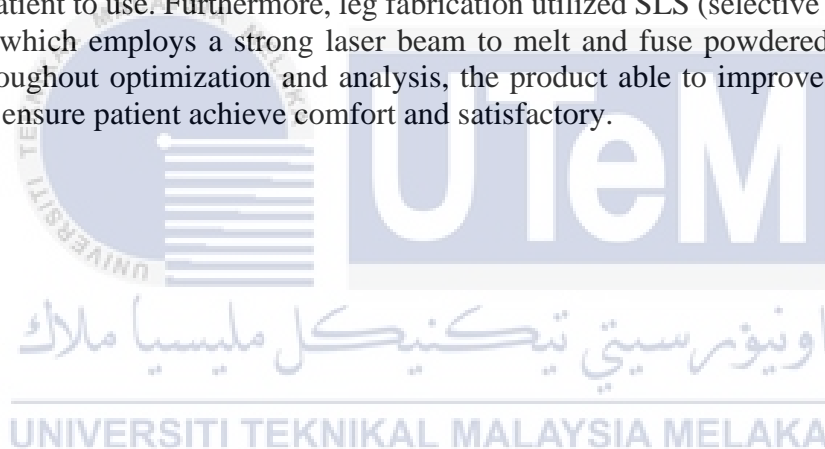 patient to use. Furthermore, leg fabrication utilized SLS (selective
which employs a strong laser beam to melt and fuse powdered
oughout optimization and analysis, the product able to improve
ensure patient achieve comfort and satisfactory.
UTeM
اونيۏرسيتي تيكنيكل مليسيا ملاك
UNIVERSITI TEKNIKAL MALAYSIA MELAKA